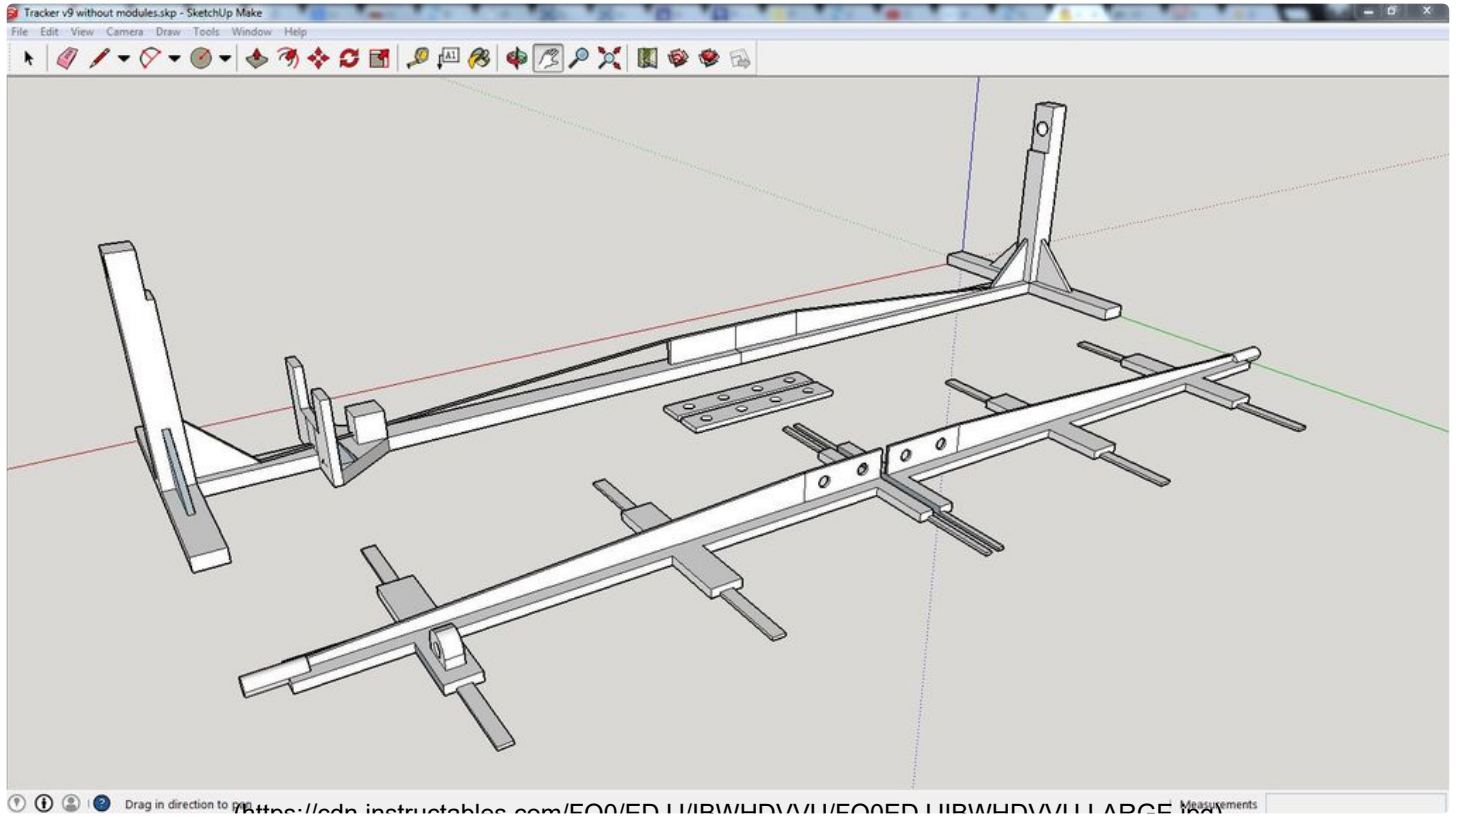 Tracker v9 without modules.skp - SketchUp Make
File Edit View Camera Draw Tools Window Help
A1
Drag in direction to pan
Measurements